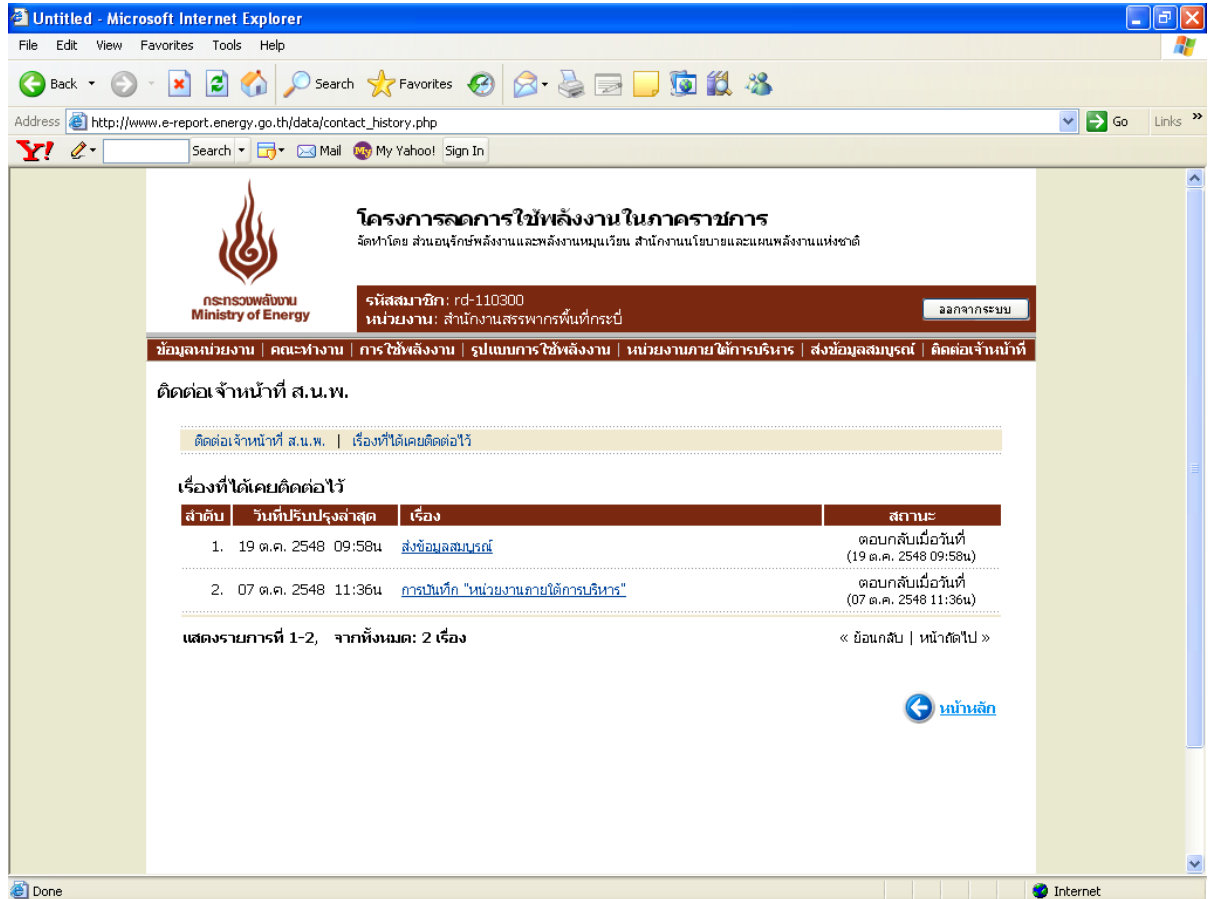 Untitled - Microsoft Internet Explorer
File Edit View Favorites Tools Help
Back Search Favorites
Address http://www.e-report.energy.go.th/data/contact_history.php Go Links »
Y! Search Mail My My Yahoo! Sign In
โครงการลดการใช้พลังงานในภาคราชการ
จัดทำโดย ส่วนอนุรักษ์พลังงานและพลังงานหมุนเวียน สำนักงานนโยบายและแผนพลังงานแห่งชาติ
กระทรวงพลังงาน
Ministry of Energy
รหัสสมาชิก: rd-110300
หน่วยงาน: สำนักงานสรรพากรพื้นที่กระบี่
ออกจากระบบ
ข้อมูลหน่วยงาน | คณะทำงาน | การใช้พลังงาน | รูปแบบการใช้พลังงาน | หน่วยงานภายใต้การบริหาร | ส่งข้อมูลสมบูรณ์ | ติดต่อเจ้าหน้าที่
ติดต่อเจ้าหน้าที่ ส.น.พ.
ติดต่อเจ้าหน้าที่ ส.น.พ. | เรื่องที่ได้เคยติดต่อไว้
เรื่องที่ได้เคยติดต่อไว้
ลำดับ วันที่ปรับปรุงล่าสุด เรื่อง สถานะ
1. 19 ต.ค. 2548 09:58น ส่งข้อมูลสมบูรณ์ ตอบกลับเมื่อวันที่
(19 ต.ค. 2548 09:58น)
2. 07 ต.ค. 2548 11:36น การบันทึก "หน่วยงานภายใต้การบริหาร" ตอบกลับเมื่อวันที่
(07 ต.ค. 2548 11:36น)
แสดงรายการที่ 1-2, จากทั้งหมด: 2 เรื่อง « ย้อนกลับ | หน้าถัดไป »
หน้าหลัก
Done Internet